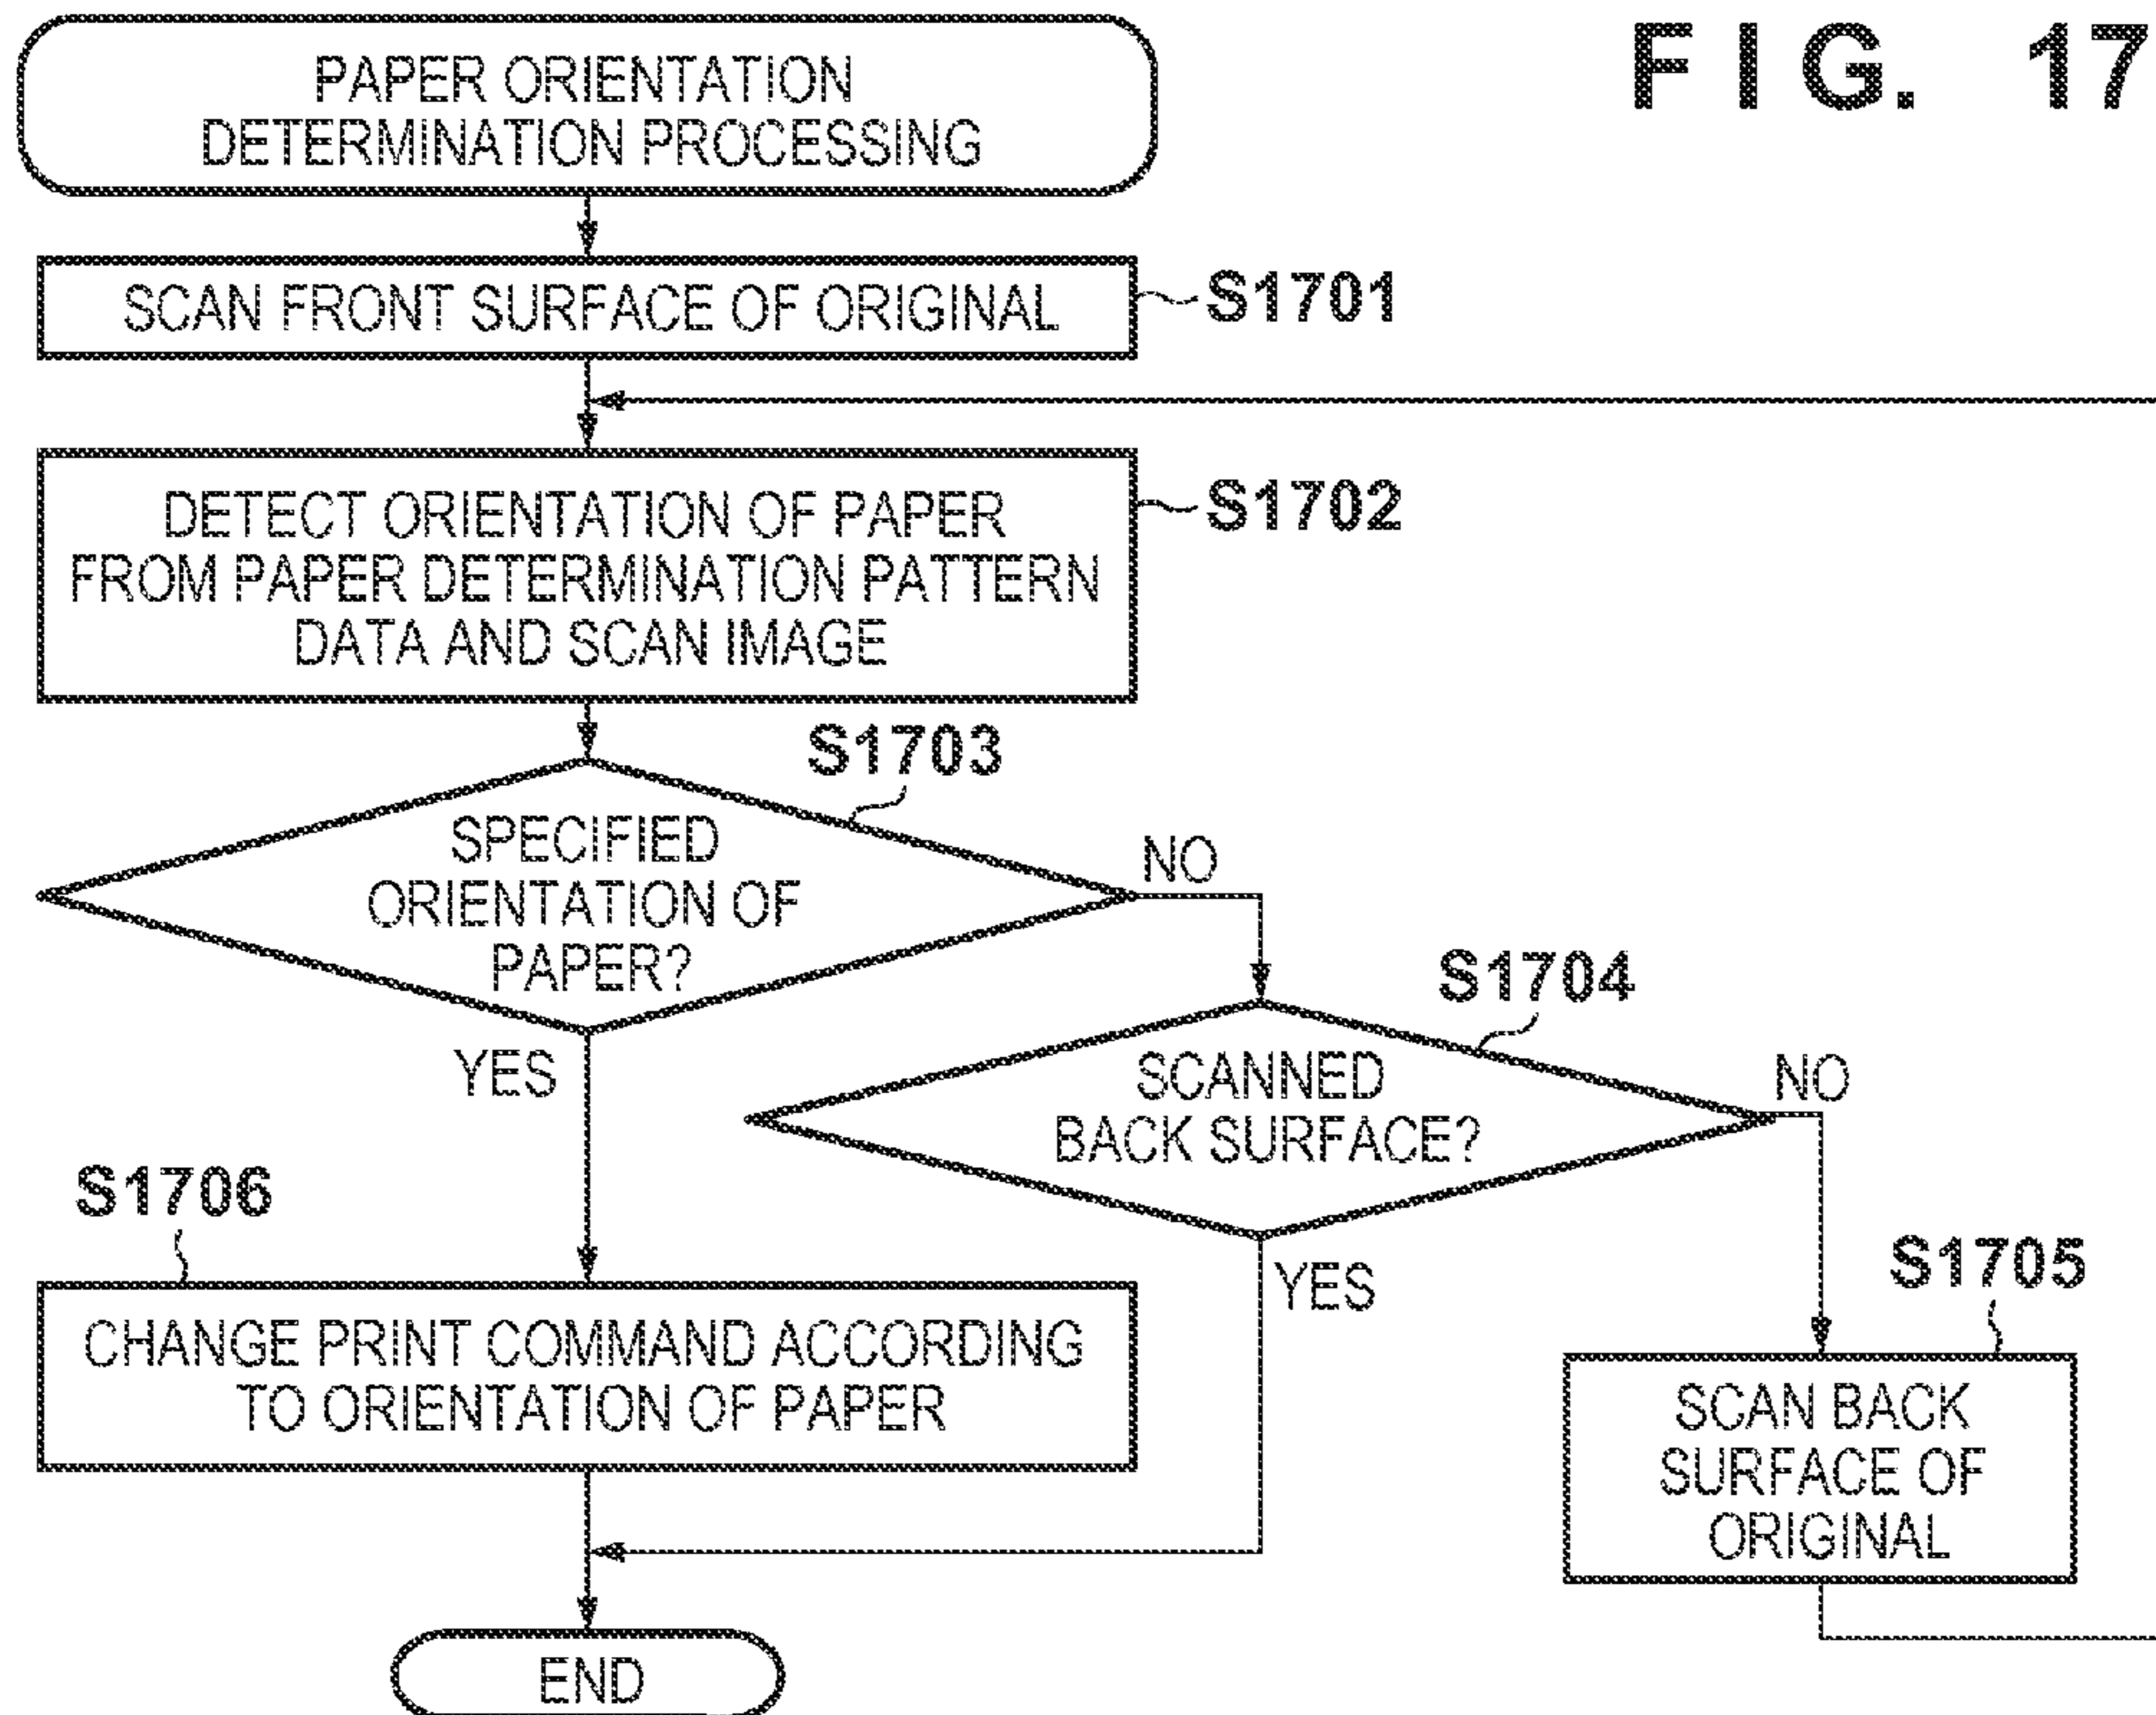 FIG. 17
PAPER ORIENTATION
DETERMINATION PROCESSING
SCAN FRONT SURFACE OF ORIGINAL
S1701
DETECT ORIENTATION OF PAPER
FROM PAPER DETERMINATION PATTERN
DATA AND SCAN IMAGE
S1702
S1703
SPECIFIED
ORIENTATION OF
PAPER?
NO
YES
S1704
SCANNED
BACK SURFACE?
NO
YES
S1706
CHANGE PRINT COMMAND ACCORDING
TO ORIENTATION OF PAPER
S1705
SCAN BACK
SURFACE OF
ORIGINAL
END